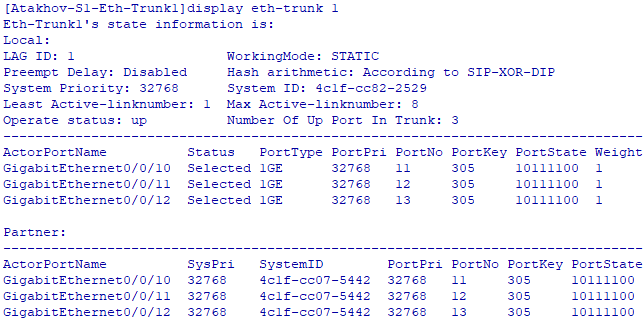 [Atakhov-S1-Eth-Trunk1]display eth-trunk 1
Eth-Trunk1's state information is:
Local:
LAG ID: 1 WorkingMode: STATIC
Preempt Delay: Disabled Hash arithmetic: According to SIP-XOR-DIP
System Priority: 32768 System ID: 4c1f-cc82-2529
Least Active-linknumber: 1 Max Active-linknumber: 8
Operate status: up Number Of Up Port In Trunk: 3
--------------------------------------------------------------------------------
ActorPortName Status PortType PortPri PortNo PortKey PortState Weight
GigabitEthernet0/0/10 Selected 1GE 32768 11 305 10111100 1
GigabitEthernet0/0/11 Selected 1GE 32768 12 305 10111100 1
GigabitEthernet0/0/12 Selected 1GE 32768 13 305 10111100 1
Partner:
--------------------------------------------------------------------------------
ActorPortName SysPri SystemID PortPri PortNo PortKey PortState
GigabitEthernet0/0/10 32768 4c1f-cc07-5442 32768 11 305 10111100
GigabitEthernet0/0/11 32768 4c1f-cc07-5442 32768 12 305 10111100
GigabitEthernet0/0/12 32768 4c1f-cc07-5442 32768 13 305 10111100